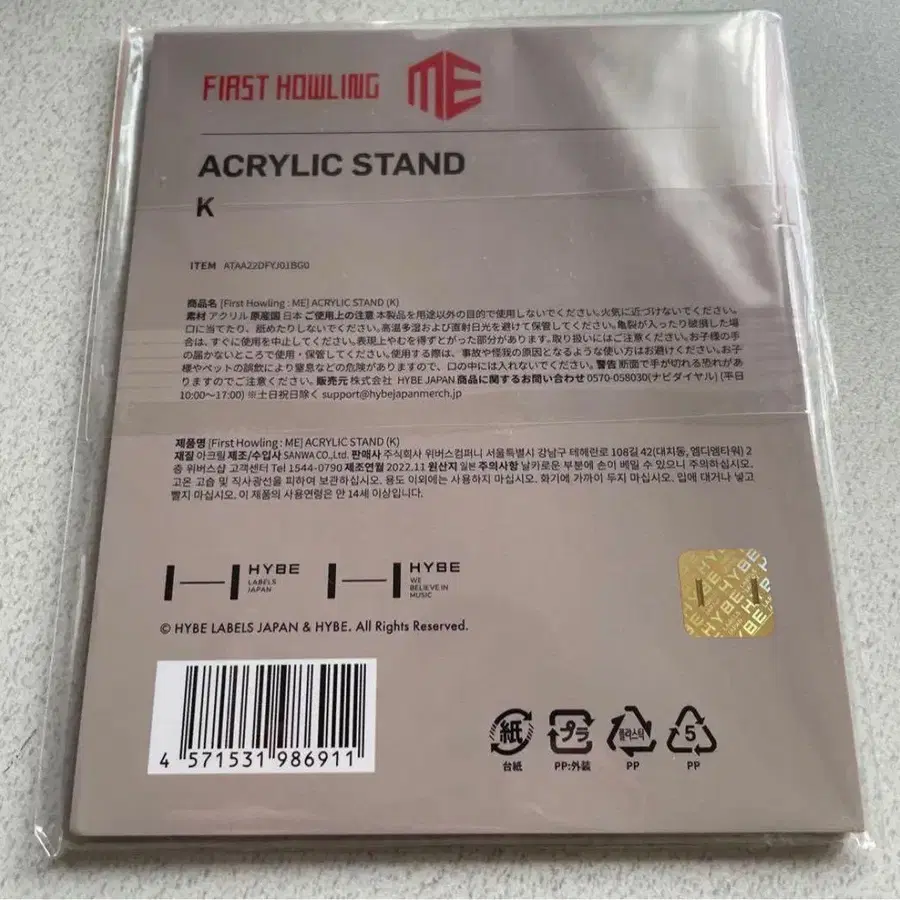 FIRST HOWLING ME
ACRYLIC STAND
K
ITEM ATAA22DFYJ01BG0
商品名 [First Howling : ME] ACRYLIC STAND (K)
素材 アクリル 原産国 日本 ご使用上の注意 本製品を用途以外の目的で使用しないでください。火気に近づけないでください。
口に当てたり、舐めたりしないでください。高温多湿および直射日光を避けて保管してください。亀裂が入ったり破損した場
合は、すぐに使用を中止してください。表現上やむを得ずとがった部分があります。取り扱いにはご注意ください。お子様の手
の届かないところで使用・保管してください。使用する際は、事故や怪我の原因となるような使い方はお避けください。お子
様やペットの誤飲により窒息などの危険がありますので、口の中には入れないでください。警告 断面で手が切れる恐れがあ
りますのでご注意ください。販売元 株式会社 HYBE JAPAN 商品に関するお問い合わせ 0570-058030(ナビダイヤル) (平日
10:00～17:00) ※土日祝日除く support@hybejapanmerch.jp
제품명 [First Howling : ME] ACRYLIC STAND (K)
재질 아크릴 제조/수입사 SANWA CO.,Ltd. 판매사 주식회사 위버스컴퍼니 서울특별시 강남구 테헤란로 108길 42(대치동, 엠디엠타워) 2
층 위버스샵 고객센터 Tel 1544-0790 제조연월 2022.11 원산지 일본 주의사항 날카로운 부분에 손이 베일 수 있으니 주의하십시오.
고온 고습 및 직사광선을 피하여 보관하십시오. 용도 이외에는 사용하지 마십시오. 화기에 가까이 두지 마십시오. 입에 대거나 넣고
빨지 마십시오. 이 제품의 사용연령은 만 14세 이상입니다.
HYBE
LABELS
JAPAN
HYBE
WE
BELIEVE IN
MUSIC
© HYBE LABELS JAPAN & HYBE. All Rights Reserved.
HYBE
4 571531 986911
紙
台紙
プラ
PP:外装
플라스틱
PP
5
PP